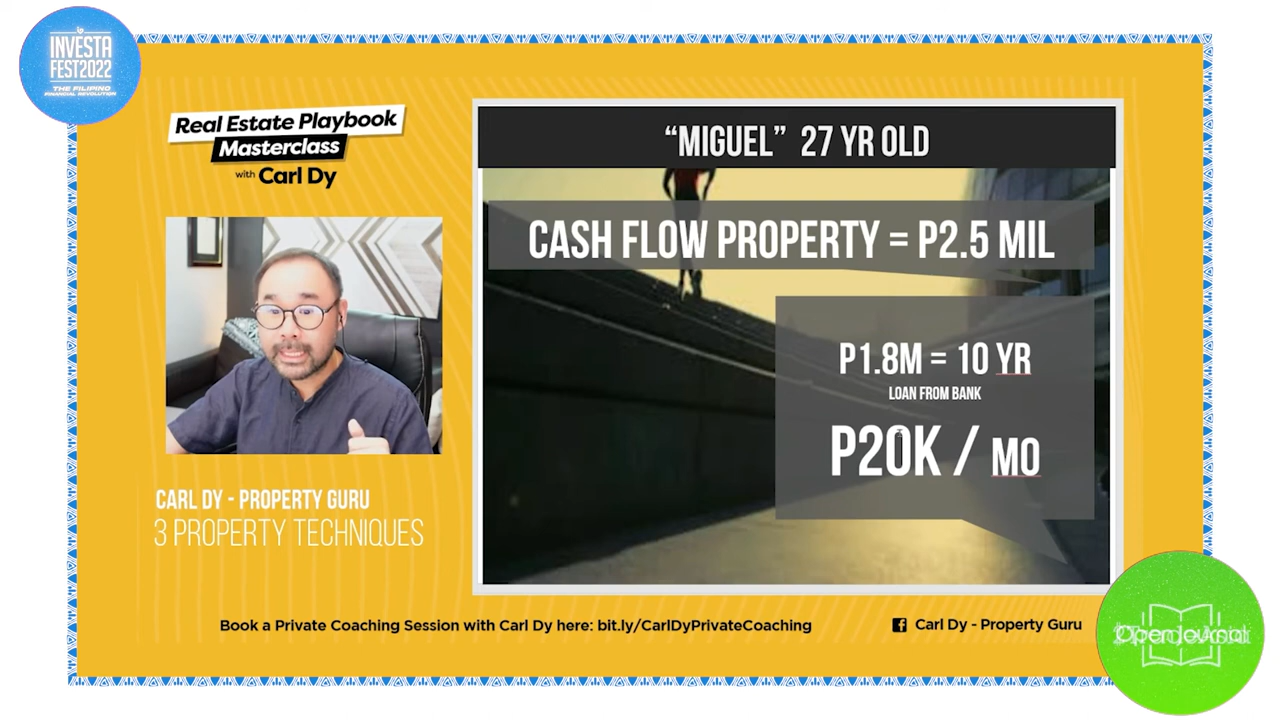 INVESTA
FEST2022
THE FILIPINO
FINANCIAL REVOLUTION
Real Estate Playbook
Masterclass
with Carl Dy
"MIGUEL" 27 YR OLD
CASH FLOW PROPERTY = P2.5 MIL
P1.8M = 10 YR
LOAN FROM BANK
P20K / MO
CARL DY - PROPERTY GURU
3 PROPERTY TECHNIQUES
Book a Private Coaching Session with Carl Dy here: bit.ly/CarlDyPrivateCoaching
Carl Dy - Property Guru